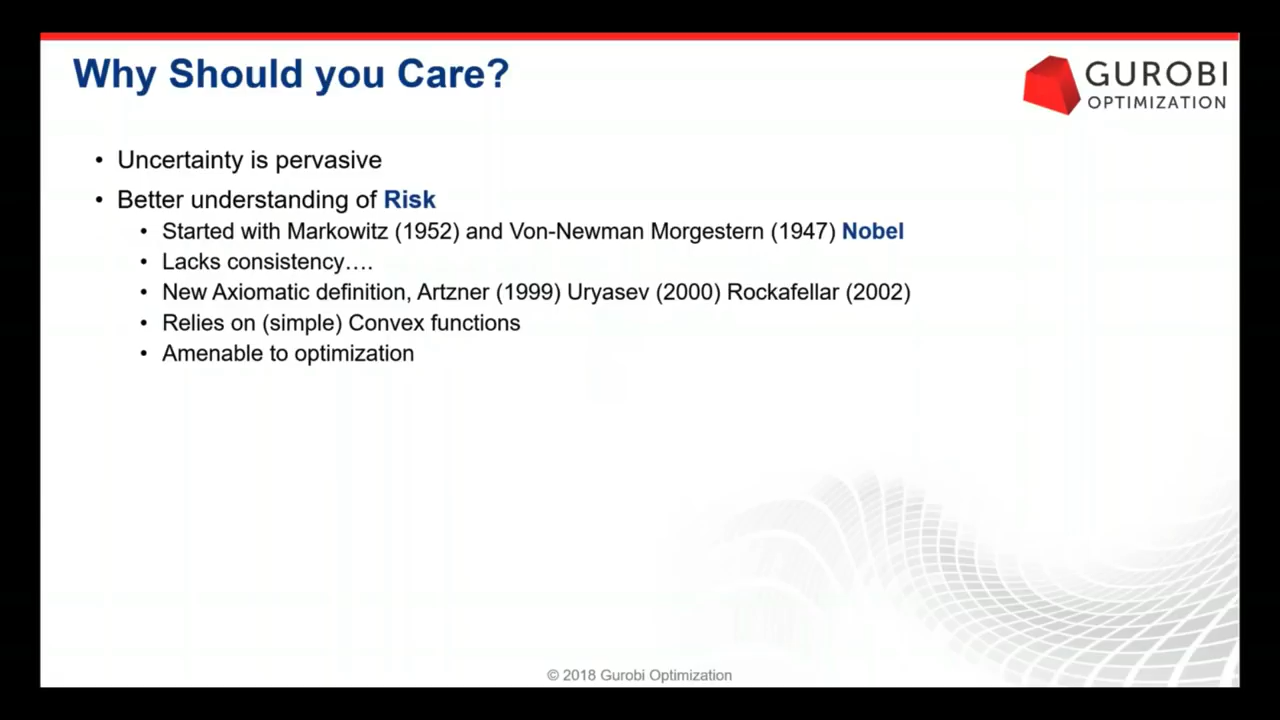 Why Should you Care?
GUROBI
OPTIMIZATION
• Uncertainty is pervasive
• Better understanding of Risk
• Started with Markowitz (1952) and Von-Newman Morgestern (1947) Nobel
• Lacks consistency….
• New Axiomatic definition, Artzner (1999) Uryasev (2000) Rockafellar (2002)
• Relies on (simple) Convex functions
• Amenable to optimization
© 2018 Gurobi Optimization